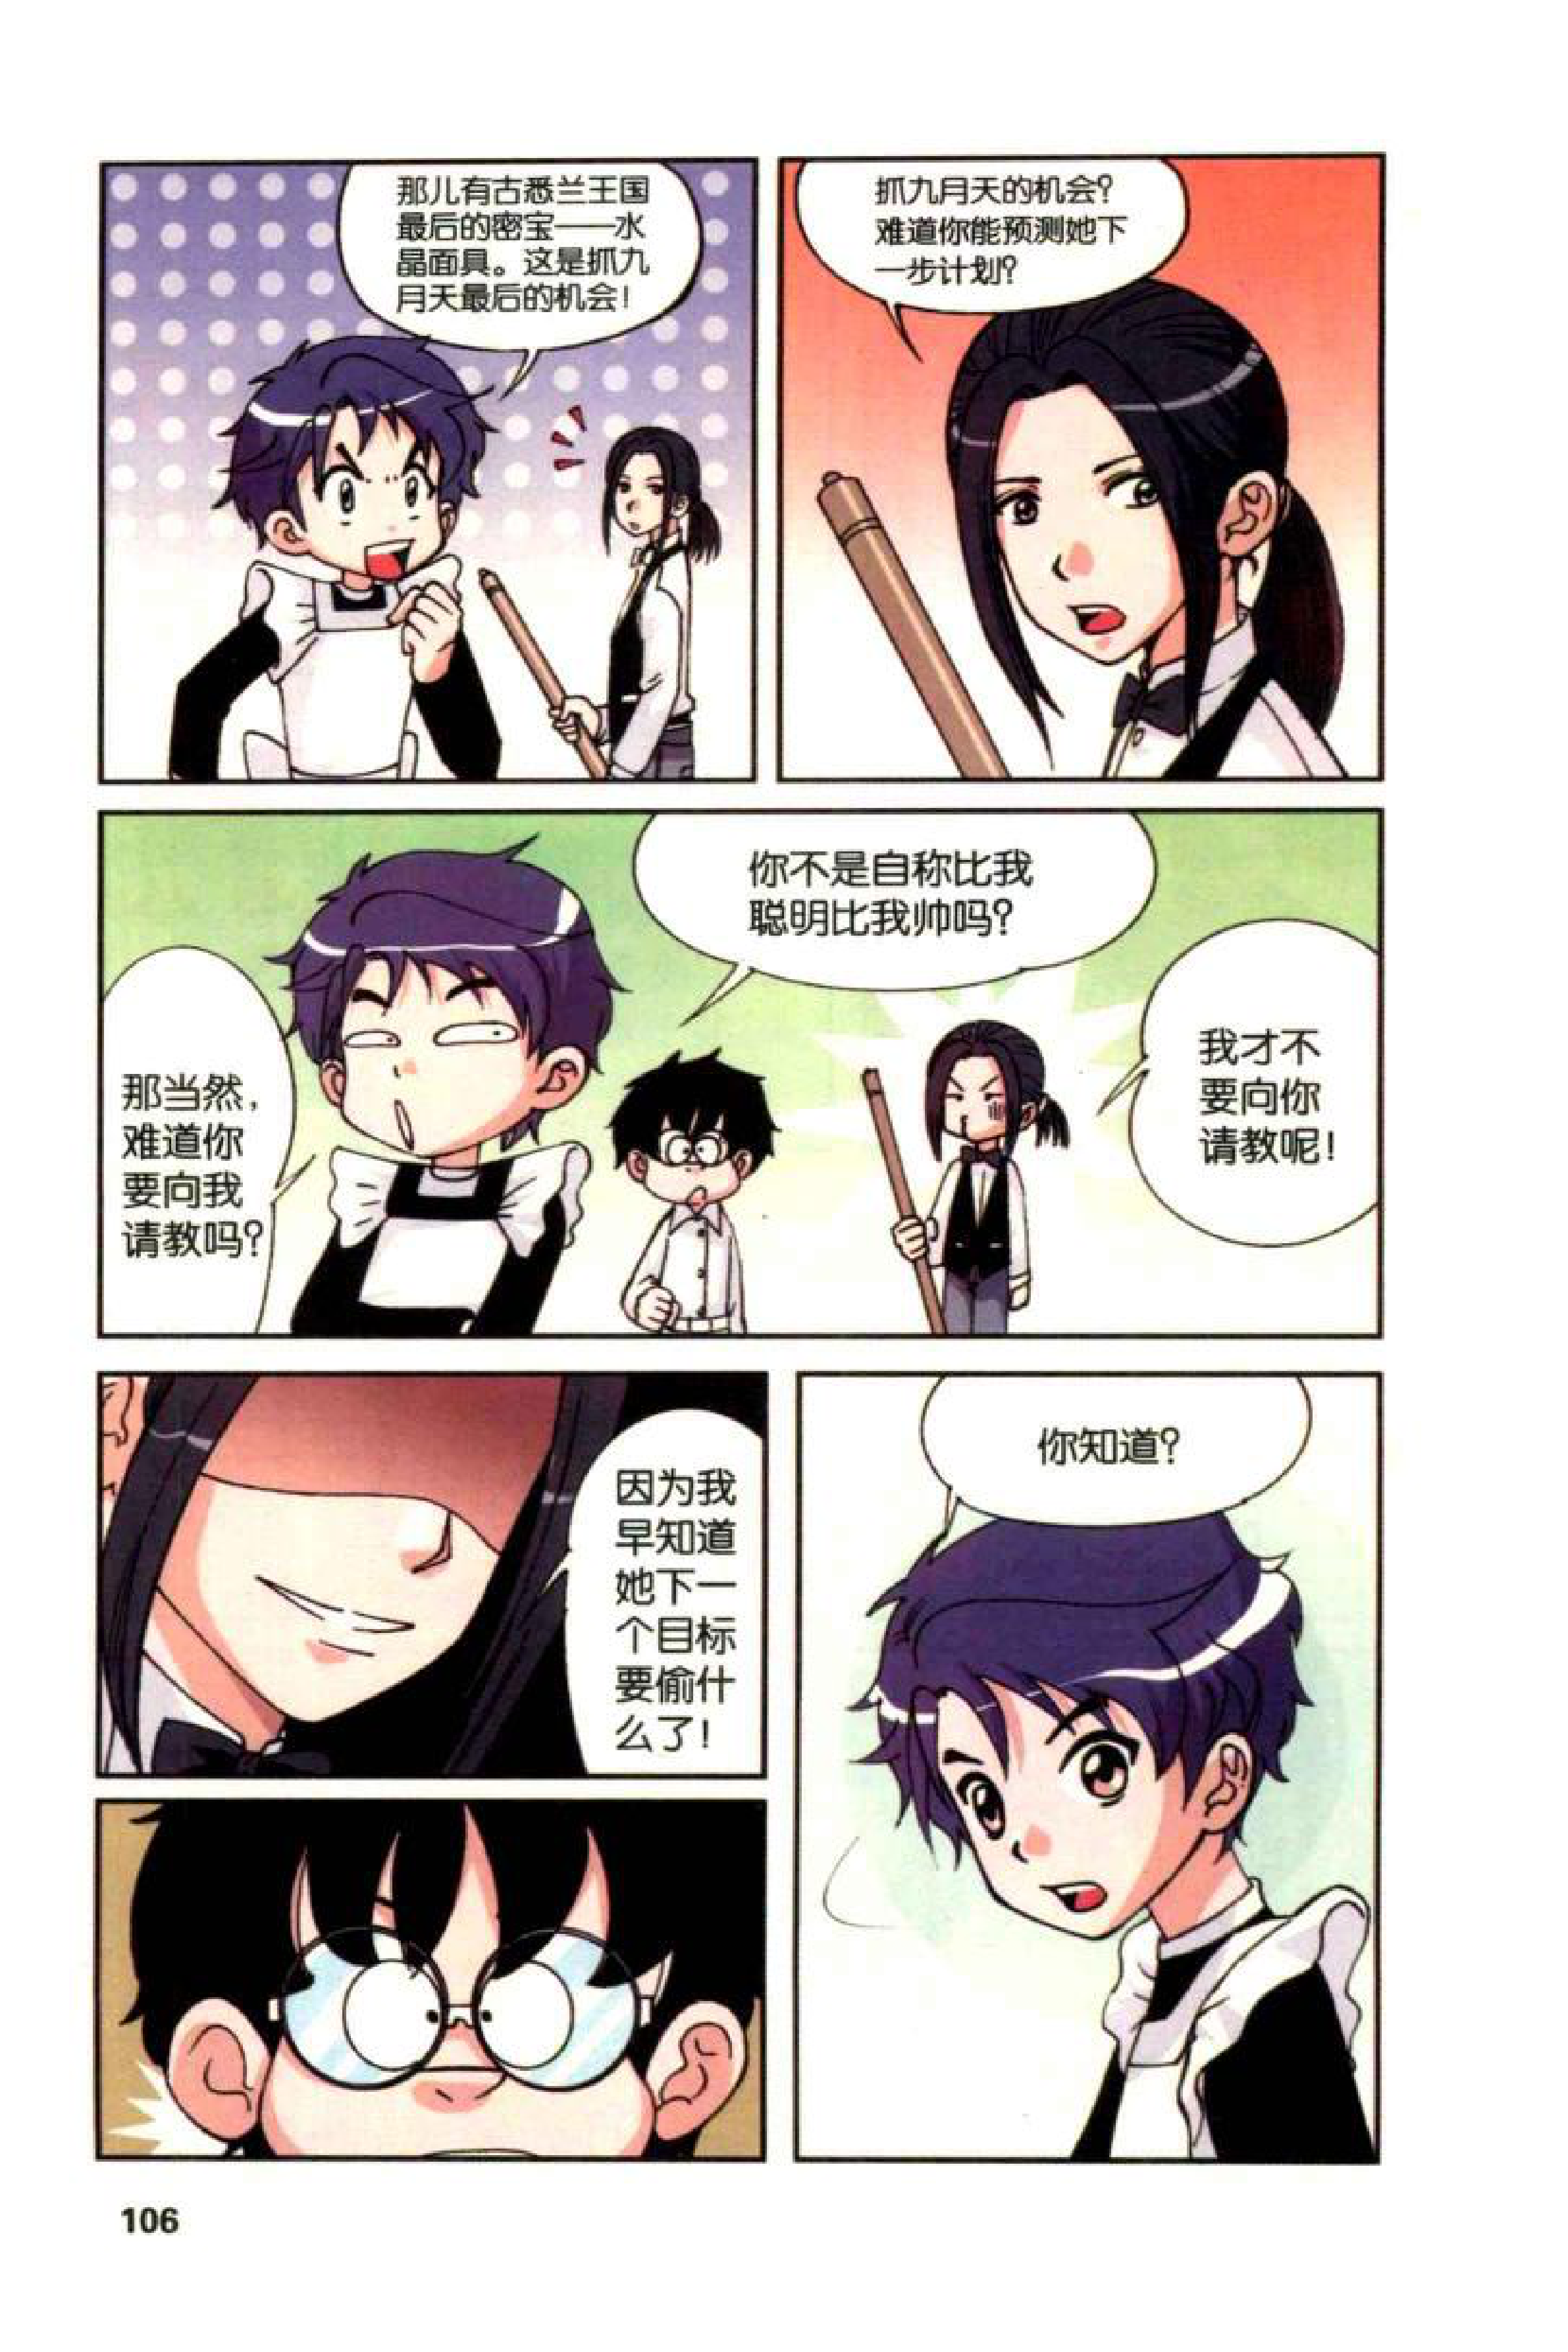 那儿有古悉兰王国
最后的密宝——水
晶面具。这是抓九
月天最后的机会！
抓九月天的机会？
难道你能预测她下
一步计划？
那当然，
难道你
要向我
请教吗？
你不是自称比我
聪明比我帅吗？
我才不
要向你
请教呢！
因为我
早知道
她下一
个目标
要偷什
么了！
你知道？
106